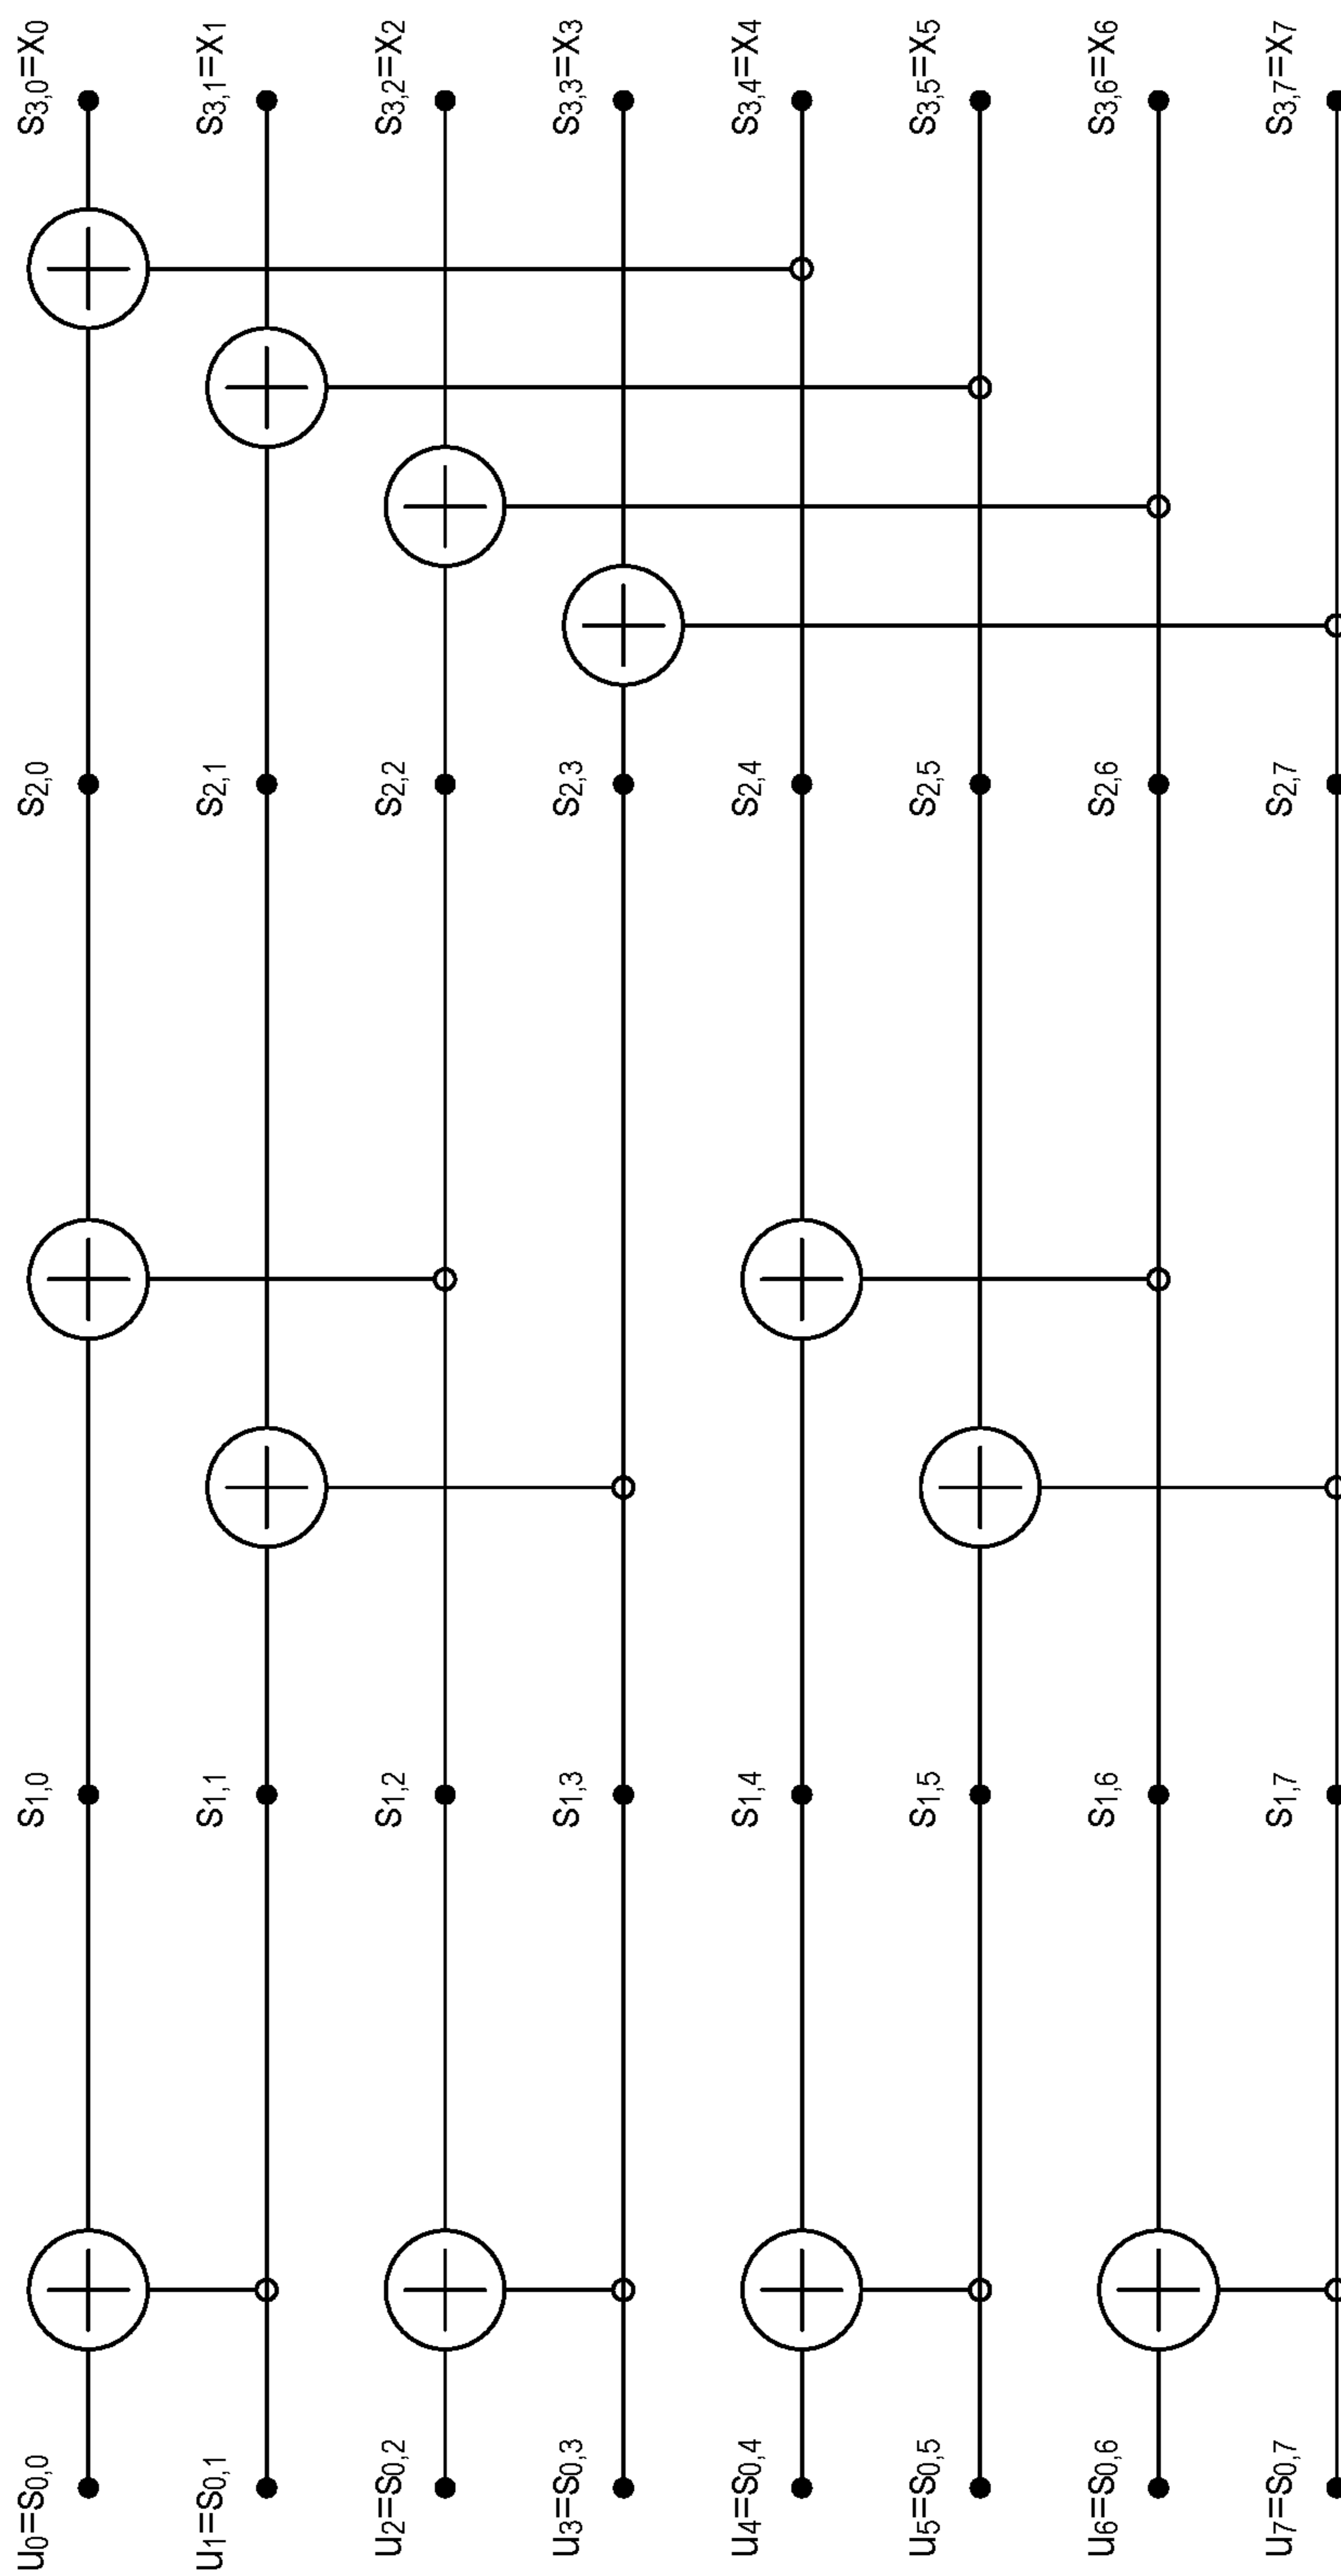 u0=s0,0 s1,0 s2,0 s3,0=x0
u1=s0,1 s1,1 s2,1 s3,1=x1
u2=s0,2 s1,2 s2,2 s3,2=x2
u3=s0,3 s1,3 s2,3 s3,3=x3
u4=s0,4 s1,4 s2,4 s3,4=x4
u5=s0,5 s1,5 s2,5 s3,5=x5
u6=s0,6 s1,6 s2,6 s3,6=x6
u7=s0,7 s1,7 s2,7 s3,7=x7